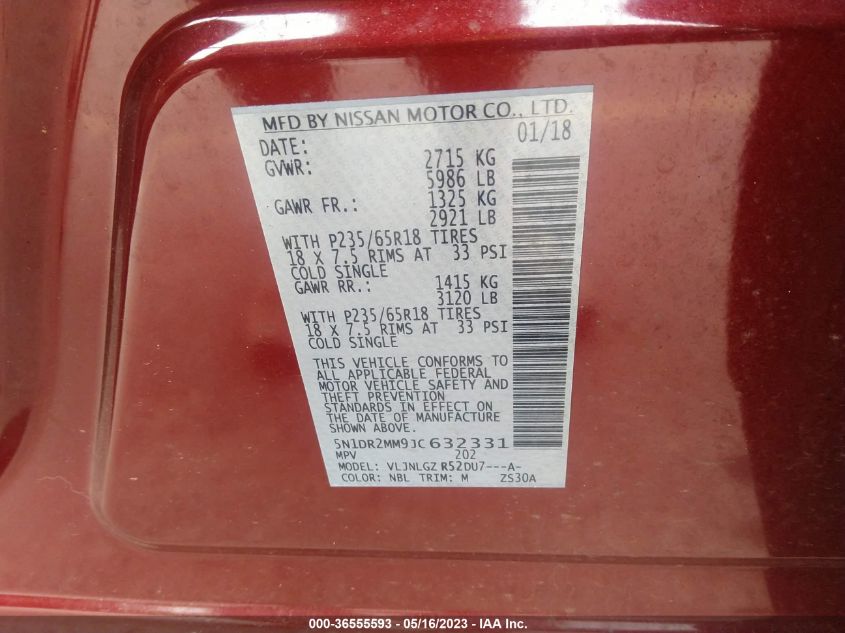 MFD BY NISSAN MOTOR CO., LTD.
DATE: 01/18
GVWR: 2715 KG
5986 LB
GAWR FR.: 1325 KG
2921 LB
WITH P235/65R18 TIRES
18 X 7.5 RIMS AT 33 PSI
COLD SINGLE
GAWR RR.: 1415 KG
3120 LB
WITH P235/65R18 TIRES
18 X 7.5 RIMS AT 33 PSI
COLD SINGLE
THIS VEHICLE CONFORMS TO
ALL APPLICABLE FEDERAL
MOTOR VEHICLE SAFETY AND
THEFT PREVENTION
STANDARDS IN EFFECT ON
THE DATE OF MANUFACTURE
SHOWN ABOVE.
5N1DR2MM9JC632331
MPV 202
MODEL: VLJNLGZ R52DU7---A-
COLOR: NBL TRIM: M ZS30A
000-36555593 - 05/16/2023 - IAA Inc.